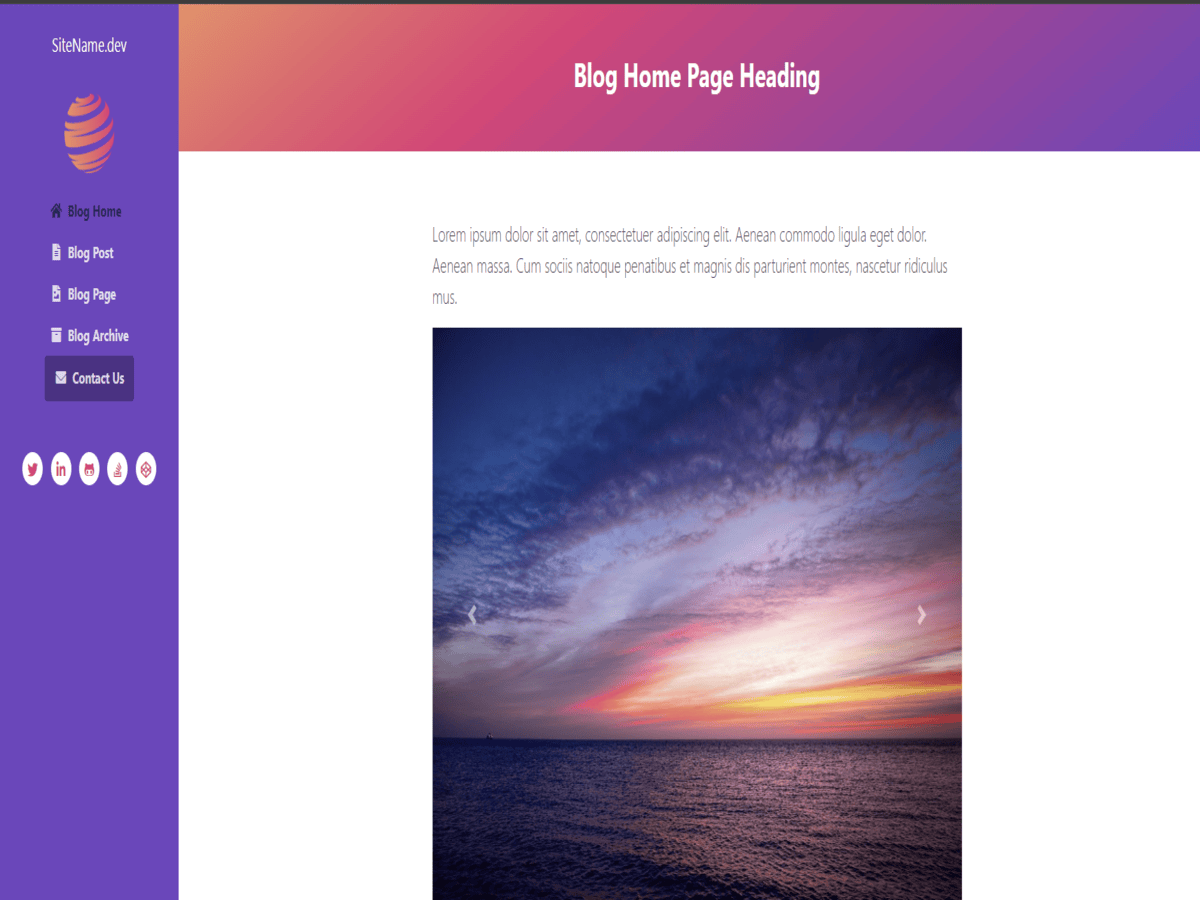 SiteName.dev
Blog Home
Blog Post
Blog Page
Blog Archive
Contact Us
in
Blog Home Page Heading
Lorem ipsum dolor sit amet, consectetuer adipiscing elit. Aenean commodo ligula eget dolor.
Aenean massa. Cum sociis natoque penatibus et magnis dis parturient montes, nascetur ridiculus
mus.